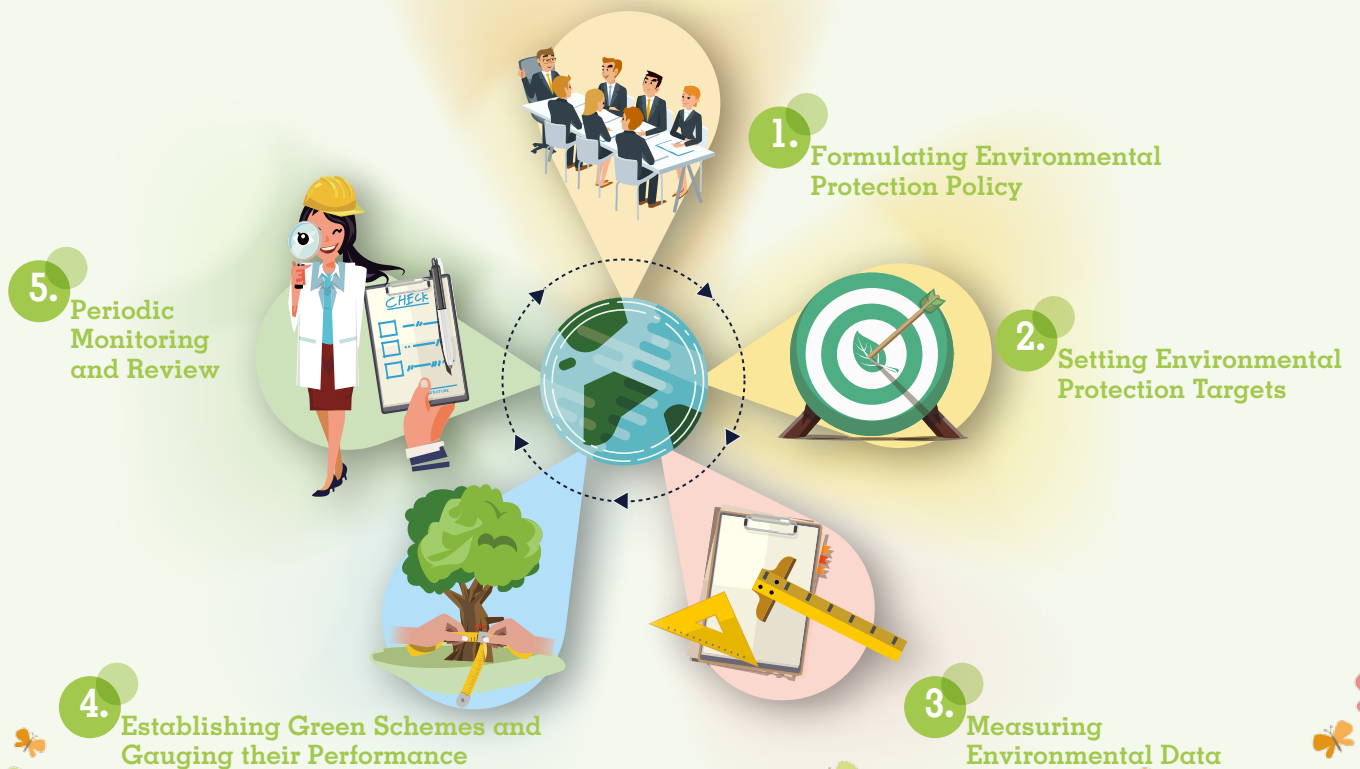 1.
Formulating Environmental
Protection Policy
2.
Setting Environmental
Protection Targets
3.
Measuring
Environmental Data
4.
Establishing Green Schemes and
Gauging their Performance
5.
Periodic
Monitoring
and Review
CHECK